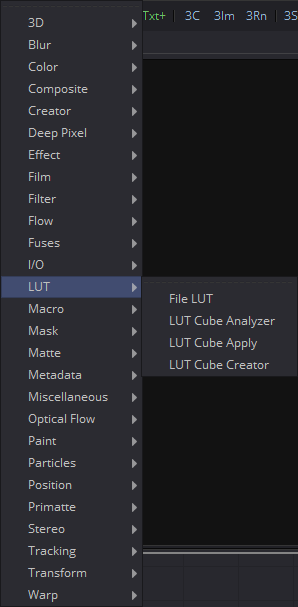 Txt+ 3C 3Im 3Rn 3S
3D
Blur
Color
Composite
Creator
Deep Pixel
Effect
Film
Filter
Flow
Fuses
I/O
LUT
File LUT
LUT Cube Analyzer
LUT Cube Apply
LUT Cube Creator
Macro
Mask
Matte
Metadata
Miscellaneous
Optical Flow
Paint
Particles
Position
Primatte
Stereo
Tracking
Transform
Warp